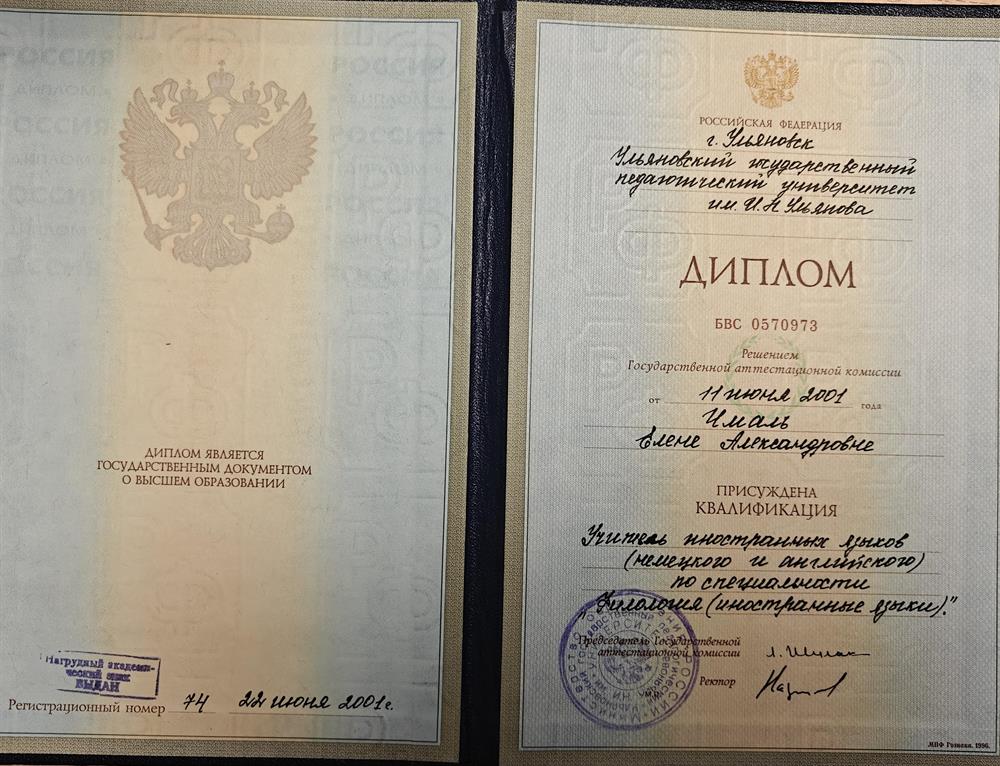 ДИПЛОМ ЯВЛЯЕТСЯ
ГОСУДАРСТВЕННЫМ ДОКУМЕНТОМ
О ВЫСШЕМ ОБРАЗОВАНИИ
Нагрудный академи-
ческий знак
ВЫДАН
Регистрационный номер 74 22 июня 2001г.
РОССИЙСКАЯ ФЕДЕРАЦИЯ
г. Ульяновск
Ульяновский государственный
педагогический университет
им. И.Н Ульянова
ДИПЛОМ
БВС 0570973
Решением
Государственной аттестационной комиссии
от 11 июня 2001 года
Ималь
Елене Александровне
ПРИСУЖДЕНА
КВАЛИФИКАЦИЯ
Учитель иностранных языков
(немецкого и английского)
по специальности
„Филология (иностранные языки)."
Председатель Государственной
аттестационной комиссии
Ректор
М.П.
МПФ Гознака. 1996.